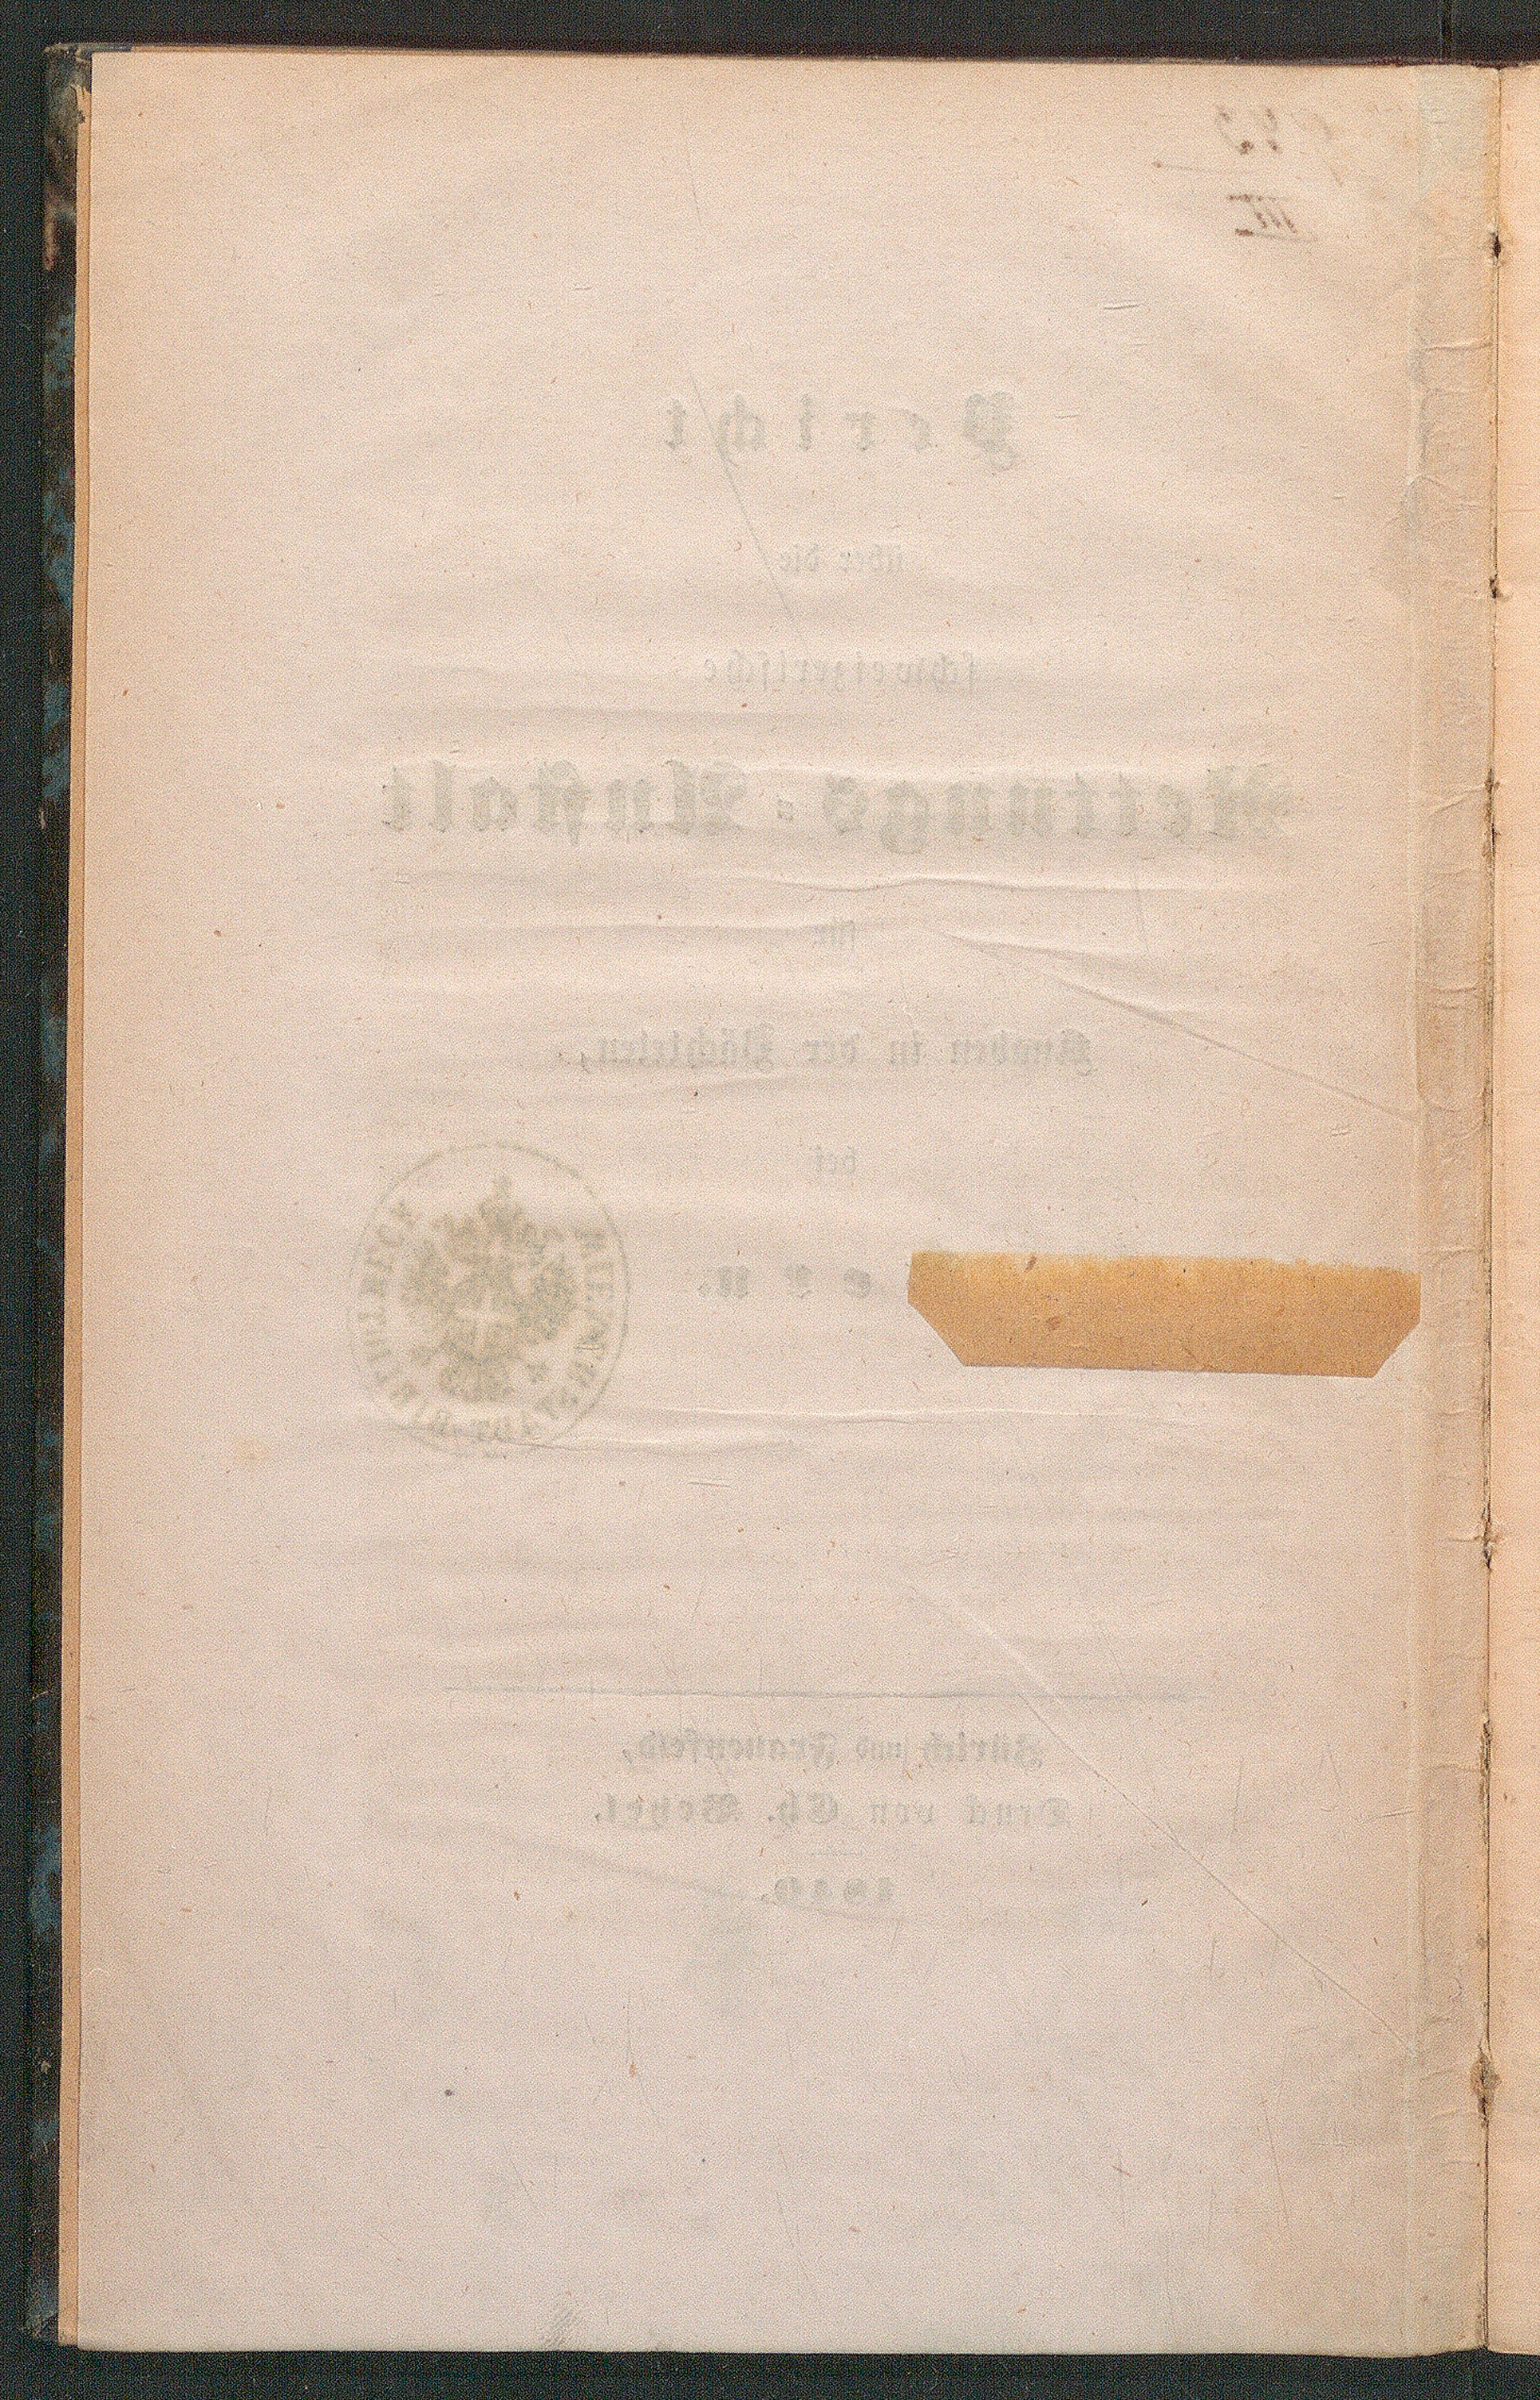 Bericht
über die
schweizerische
Rettungs-Anstalt
für
Knaben in der Bächtelen,
bei
ern.
Zürich und Frauenfeld,
Druck von Ch. Beyel.